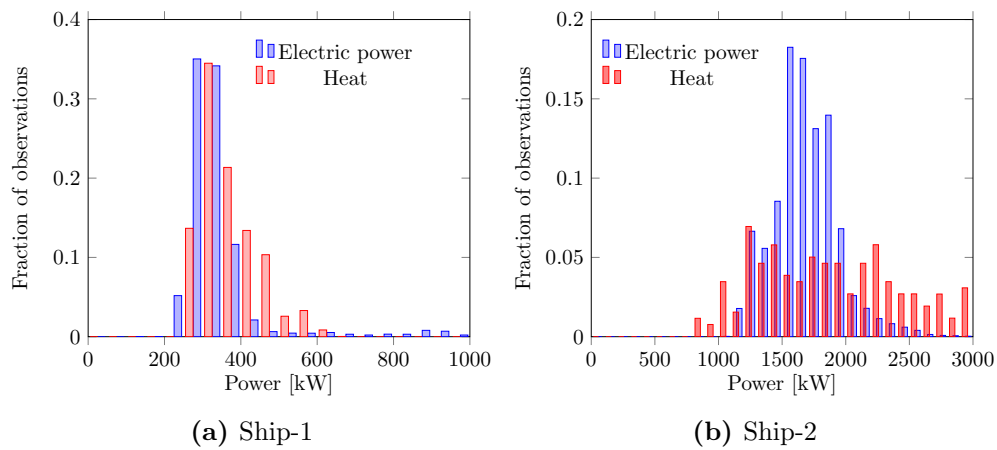 0.4
0.3
0.2
0.1
0
0
200
400
600
800
1000
Fraction of observations
Power [kW]
Electric power
Heat
(a) Ship-1
0.2
0.15
0.1
0.05
0
0
500
1000
1500
2000
2500
3000
Fraction of observations
Power [kW]
Electric power
Heat
(b) Ship-2